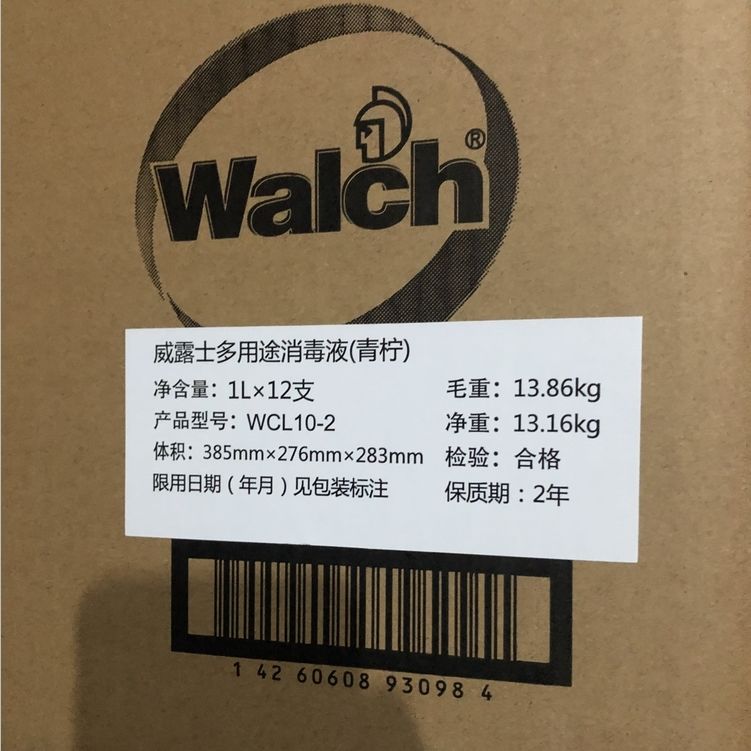 Walch®
威露士多用途消毒液(青柠)
净含量：1L×12支
毛重：13.86kg
产品型号：WCL10-2
净重：13.16kg
体积：385mm×276mm×283mm
检验：合格
限用日期（年月）见包装标注
保质期：2年
1 42 60608 93098 4